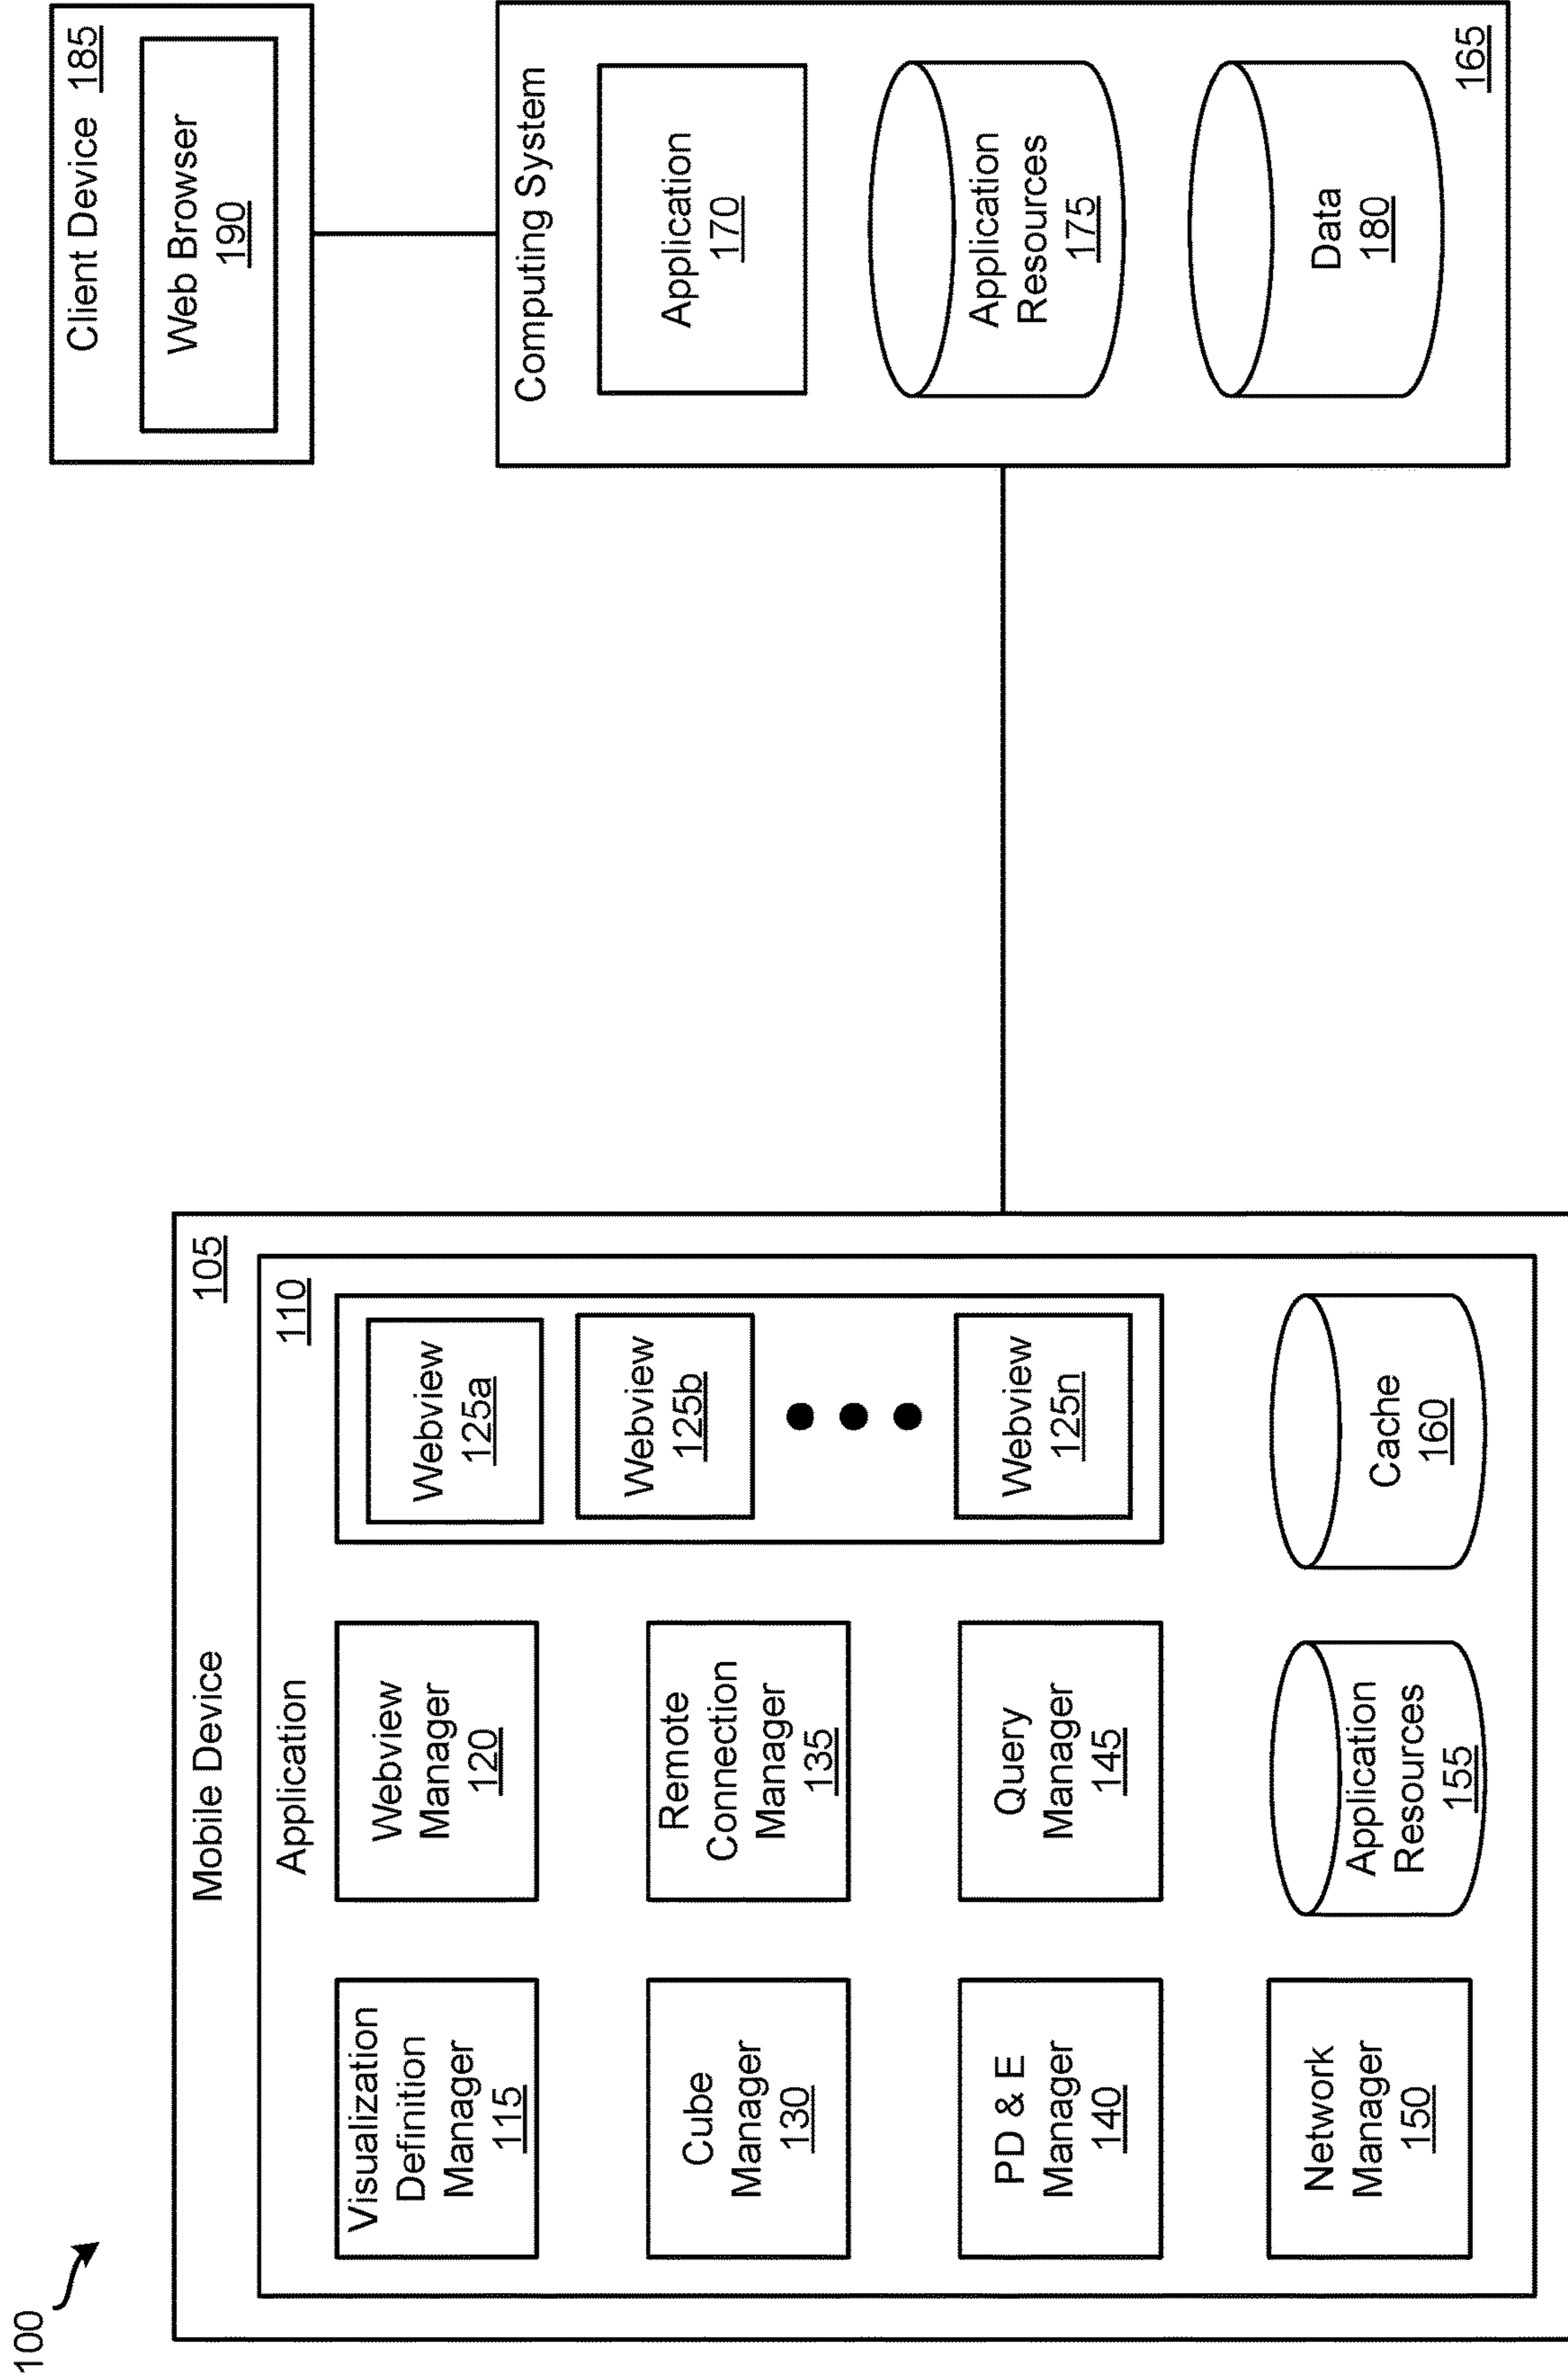 100
Mobile Device
105
Application
110
Visualization
Definition
Manager
115
Webview
Manager
120
Webview
125a
Webview
125b
Webview
125n
Cube
Manager
130
Remote
Connection
Manager
135
PD & E
Manager
140
Query
Manager
145
Network
Manager
150
Application
Resources
155
Cache
160
Client Device 185
Web Browser
190
Computing System
Application
170
Application
Resources
175
Data
180
165